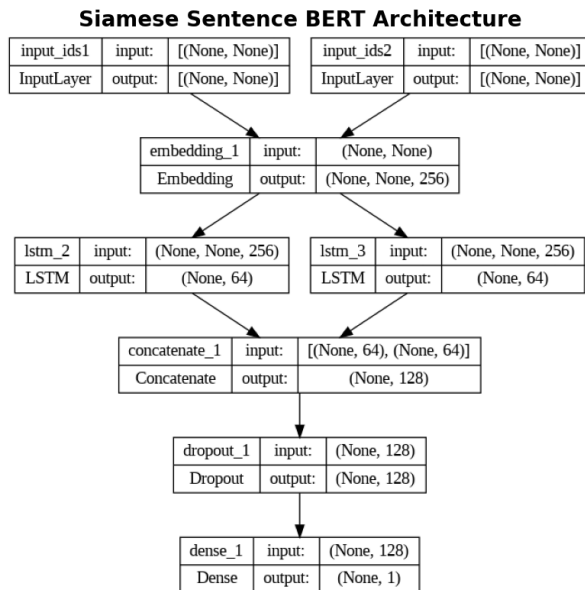 Siamese Sentence BERT Architecture
input_ids1 input: [(None, None)]
InputLayer output: [(None, None)]
input_ids2 input: [(None, None)]
InputLayer output: [(None, None)]
embedding_1 input: (None, None)
Embedding output: (None, None, 256)
lstm_2 input: (None, None, 256)
LSTM output: (None, 64)
lstm_3 input: (None, None, 256)
LSTM output: (None, 64)
concatenate_1 input: [(None, 64), (None, 64)]
Concatenate output: (None, 128)
dropout_1 input: (None, 128)
Dropout output: (None, 128)
dense_1 input: (None, 128)
Dense output: (None, 1)